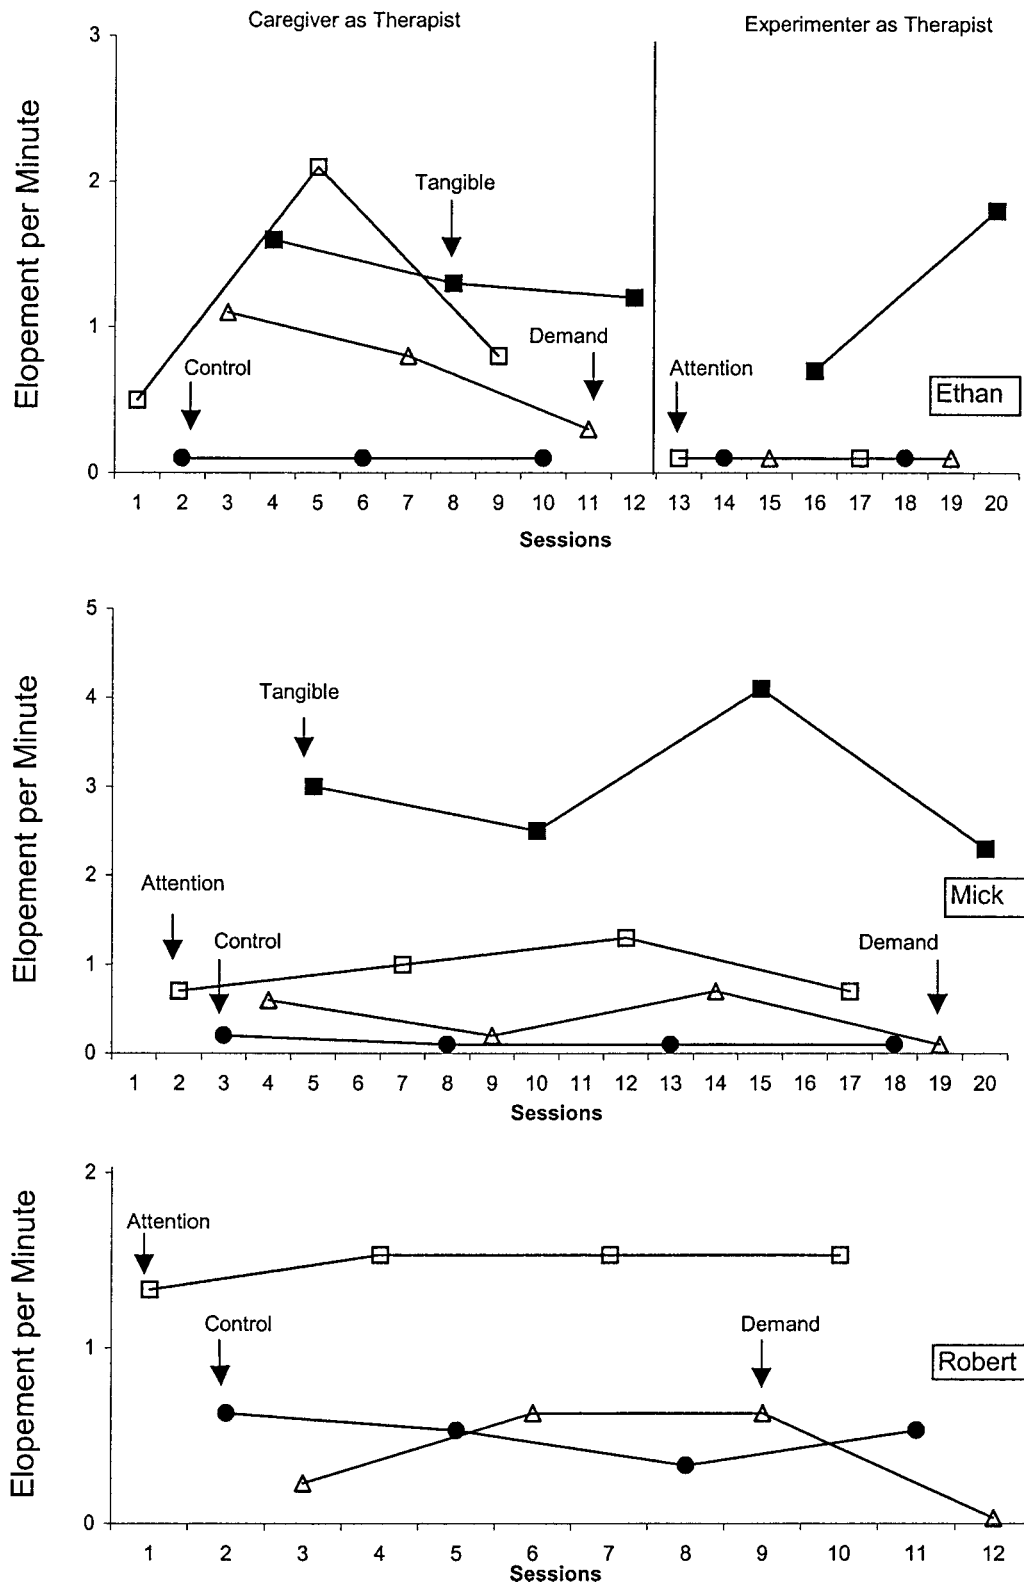 Caregiver as Therapist
Experimenter as Therapist
Elopement per Minute
3
2
1
0
Tangible
Demand
Control
Attention
Ethan
1 2 3 4 5 6 7 8 9 10 11 12 13 14 15 16 17 18 19 20
Sessions
Elopement per Minute
5
4
3
2
1
0
Tangible
Attention
Control
Demand
Mick
1 2 3 4 5 6 7 8 9 10 11 12 13 14 15 16 17 18 19 20
Sessions
Elopement per Minute
2
1
0
Attention
Control
Demand
Robert
1 2 3 4 5 6 7 8 9 10 11 12
Sessions